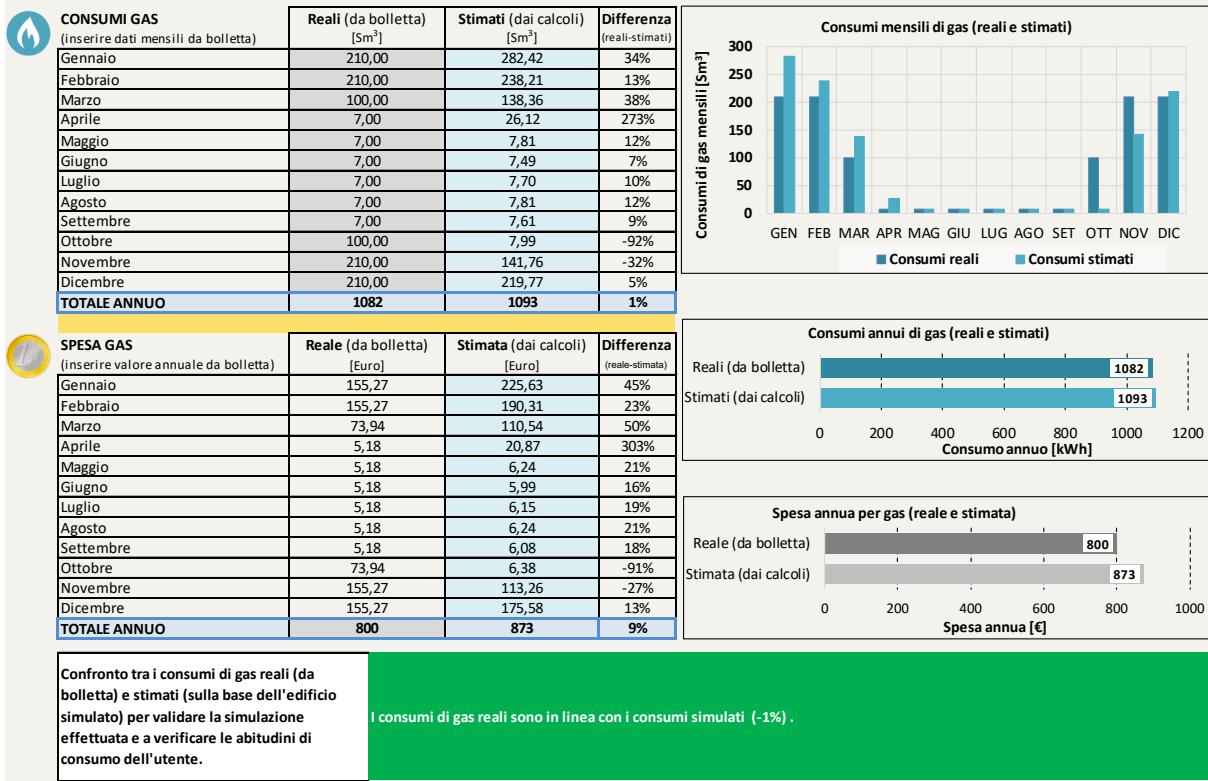 CONSUMI GAS Reali (da bolletta) Stimati (dai calcoli) Differenza
(inserire dati mensili da bolletta) [Sm³] [Sm³] (reali-stimati)
Gennaio 210,00 282,42 34%
Febbraio 210,00 238,21 13%
Marzo 100,00 138,36 38%
Aprile 7,00 26,12 273%
Maggio 7,00 7,81 12%
Giugno 7,00 7,49 7%
Luglio 7,00 7,70 10%
Agosto 7,00 7,81 12%
Settembre 7,00 7,61 9%
Ottobre 100,00 7,99 -92%
Novembre 210,00 141,76 -32%
Dicembre 210,00 219,77 5%
TOTALE ANNUO 1082 1093 1%
Consumi mensili di gas (reali e stimati)
Consumi di gas mensili [Sm³]
300
250
200
150
100
50
0
GEN FEB MAR APR MAG GIU LUG AGO SET OTT NOV DIC
Consumi reali Consumi stimati
SPESA GAS Reale (da bolletta) Stimata (dai calcoli) Differenza
(inserire valore annuale da bolletta) [Euro] [Euro] (reale-stimata)
Gennaio 155,27 225,63 45%
Febbraio 155,27 190,31 23%
Marzo 73,94 110,54 50%
Aprile 5,18 20,87 303%
Maggio 5,18 6,24 21%
Giugno 5,18 5,99 16%
Luglio 5,18 6,15 19%
Agosto 5,18 6,24 21%
Settembre 5,18 6,08 18%
Ottobre 73,94 6,38 -91%
Novembre 155,27 113,26 -27%
Dicembre 155,27 175,58 13%
TOTALE ANNUO 800 873 9%
Consumi annui di gas (reali e stimati)
Reali (da bolletta) 1082
Stimati (dai calcoli) 1093
0 200 400 600 800 1000 1200
Consumo annuo [kWh]
Spesa annua per gas (reale e stimata)
Reale (da bolletta) 800
Stimata (dai calcoli) 873
0 200 400 600 800 1000
Spesa annua [€]
Confronto tra i consumi di gas reali (da
bolletta) e stimati (sulla base dell'edificio
simulato) per validare la simulazione
effettuata e a verificare le abitudini di
consumo dell'utente.
I consumi di gas reali sono in linea con i consumi simulati (-1%) .